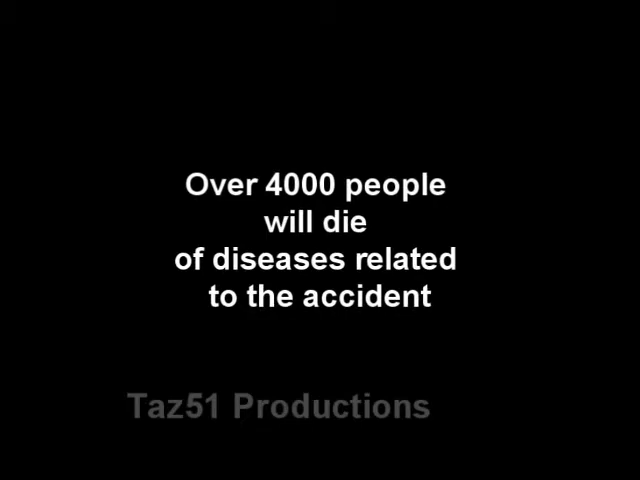 Over 4000 people
will die
of diseases related
to the accident
Taz51 Productions